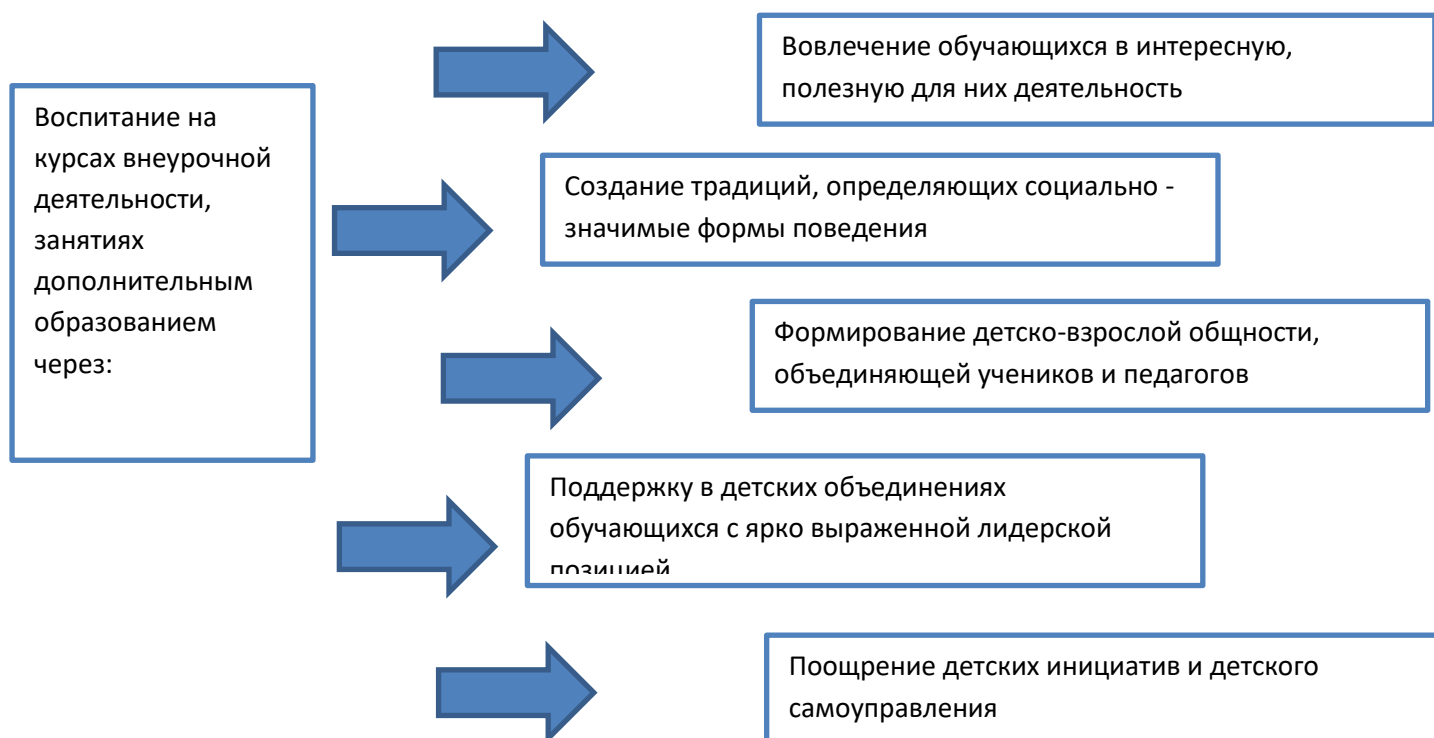 Воспитание на
курсах внеурочной
деятельности,
занятиях
дополнительным
образованием
через:
Вовлечение обучающихся в интересную,
полезную для них деятельность
Создание традиций, определяющих социально -
значимые формы поведения
Формирование детско-взрослой общности,
объединяющей учеников и педагогов
Поддержку в детских объединениях
обучающихся с ярко выраженной лидерской
позицией
Поощрение детских инициатив и детского
самоуправления